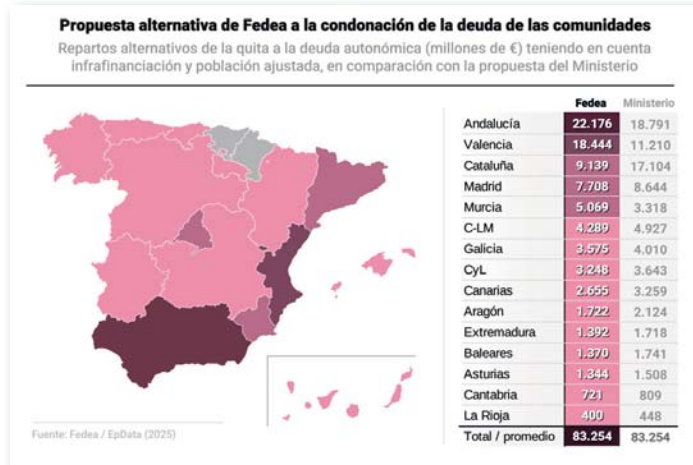 Propuesta alternativa de Fedea a la condonación de la deuda de las comunidades
Repartos alternativos de la quita a la deuda autonómica (millones de €) teniendo en cuenta
infrafinanciación y población ajustada, en comparación con la propuesta del Ministerio
Fedea Ministerio
Andalucía 22.176 18.791
Valencia 18.444 11.210
Cataluña 9.139 17.104
Madrid 7.708 8.644
Murcia 5.069 3.318
C-LM 4.289 4.927
Galicia 3.575 4.010
CyL 3.248 3.643
Canarias 2.655 3.259
Aragón 1.722 2.124
Extremadura 1.392 1.718
Baleares 1.370 1.741
Asturias 1.344 1.508
Cantabria 721 809
La Rioja 400 448
Total / promedio 83.254 83.254
Fuente: Fedea / EpData (2025)